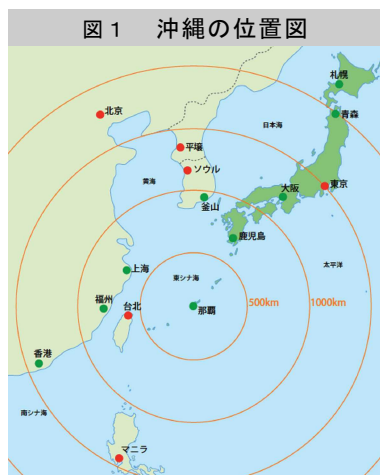 図1 沖縄の位置図
札幌
北京
青森
日本海
平壌
ソウル
黄海
大阪
東京
釜山
鹿児島
上海
太平洋
東シナ海
福州
台北
那覇
500km
1000km
香港
南シナ海
マニラ